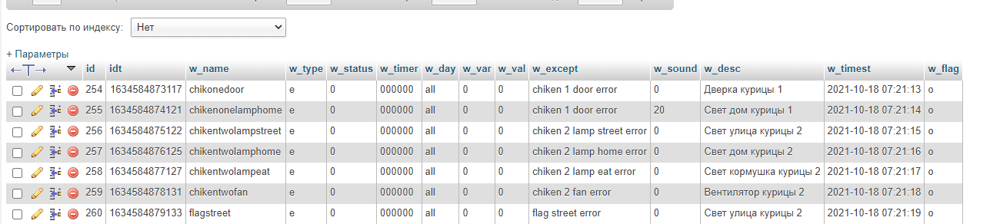 Сортировать по индексу: Нет
+ Параметры
id idt w_name w_type w_status w_timer w_day w_var w_val w_except w_sound w_desc w_timest w_flag
254 1634584873117 chikonedoor e 0 000000 all 0 0 chiken 1 door error 0 Дверка курицы 1 2021-10-18 07:21:13 o
255 1634584874121 chikenonelamphome e 0 000000 all 0 0 chiken 1 door error 20 Свет дом курицы 1 2021-10-18 07:21:14 o
256 1634584875122 chikentwolampstreet e 0 000000 all 0 0 chiken 2 lamp street error 0 Свет улица курицы 2 2021-10-18 07:21:15 o
257 1634584876125 chikentwolamphome e 0 000000 all 0 0 chiken 2 lamp home error 0 Свет дом курицы 2 2021-10-18 07:21:16 o
258 1634584877127 chikentwolampeat e 0 000000 all 0 0 chiken 2 lamp eat error 0 Свет кормушка курицы 2 2021-10-18 07:21:17 o
259 1634584878131 chikentwofan e 0 000000 all 0 0 chiken 2 fan error 0 Вентилятор курицы 2 2021-10-18 07:21:18 o
260 1634584879133 flagstreet e 0 000000 all 0 0 flag street error 0 Свет улица курицы 2 2021-10-18 07:21:19 o